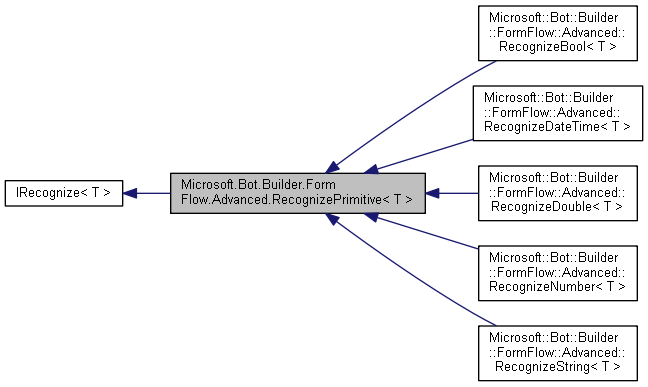 Microsoft::Bot::Builder
::FormFlow::Advanced::
RecognizeBool< T >
Microsoft::Bot::Builder
::FormFlow::Advanced::
RecognizeDateTime< T >
IRecognize< T >
Microsoft.Bot.Builder.Form
Flow.Advanced.RecognizePrimitive< T >
Microsoft::Bot::Builder
::FormFlow::Advanced::
RecognizeDouble< T >
Microsoft::Bot::Builder
::FormFlow::Advanced::
RecognizeNumber< T >
Microsoft::Bot::Builder
::FormFlow::Advanced::
RecognizeString< T >